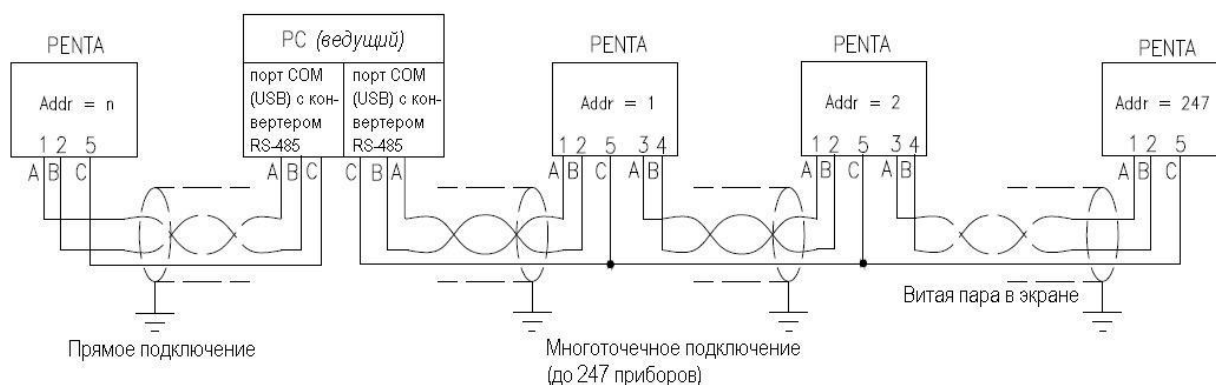 PENTA
PC (ведущий)
PENTA
PENTA
PENTA
Addr = n
порт COM
(USB) с кон-
вертером
RS-485
порт COM
(USB) с кон-
вертером
RS-485
Addr = 1
Addr = 2
Addr = 247
1 2 5
1 2 5 3 4
1 2 5 3 4
1 2 5
A B C
A B C
C B A
A B C A B
A B C A B
A B C
Витая пара в экране
Прямое подключение
Многоточечное подключение
(до 247 приборов)